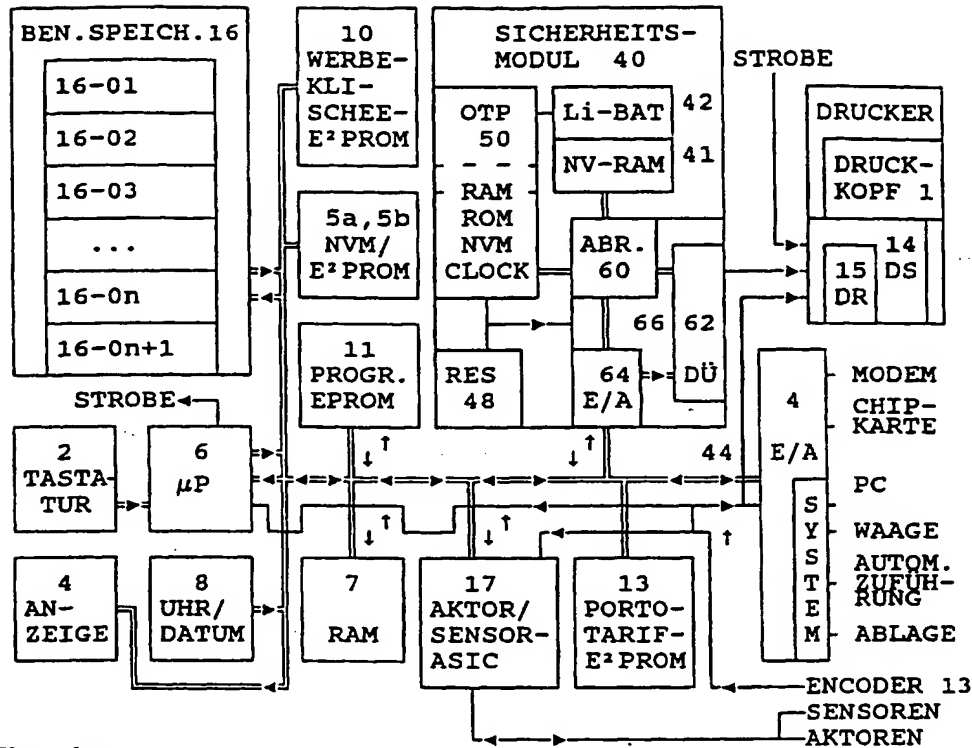 BEN.SPEICH.16
16-01
16-02
16-03
...
16-0n
16-0n+1
10
WERBE-
KLI-
SCHEE-
E²PROM
5a,5b
NVM/
E²PROM
11
PROGR.
EPROM
SICHERHEITS-
MODUL 40
OTP
50
RAM
ROM
NVM
CLOCK
Li-BAT
42
NV-RAM
41
ABR.
60
66
62
DÜ
RES
48
64
E/A
44
STROBE
DRUCKER
DRUCK-
KOPF 1
14
DS
15
DR
STROBE
2
TASTA-
TUR
6
µP
4
AN-
ZEIGE
8
UHR/
DATUM
7
RAM
17
AKTOR/
SENSOR-
ASIC
13
PORTO-
TARIF-
E²PROM
4
E/A
SYSTEM
MODEM
CHIP-
KARTE
PC
WAAGE
AUTOM.
ZUFÜH-
RUNG
ABLAGE
ENCODER 13
SENSOREN
AKTOREN